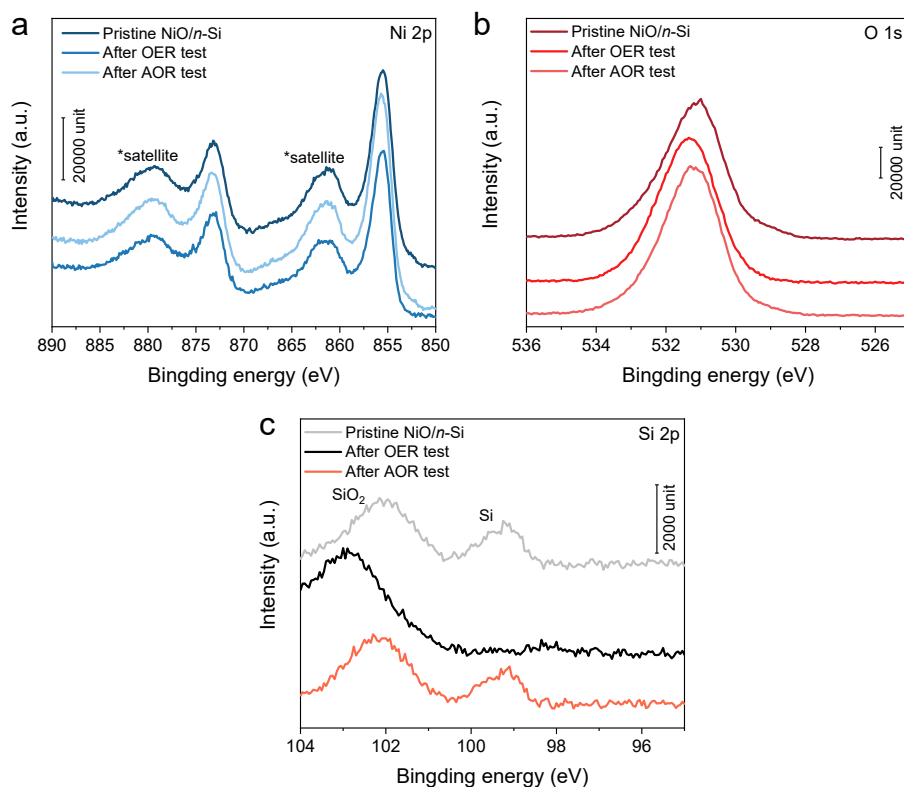 a
Pristine NiO/n-Si
After OER test
After AOR test
Ni 2p
20000 unit
*satellite
*satellite
Intensity (a.u.)
890 885 880 875 870 865 860 855 850
Bingding energy (eV)
b
Pristine NiO/n-Si
After OER test
After AOR test
O 1s
20000 unit
Intensity (a.u.)
536 534 532 530 528 526
Bingding energy (eV)
c
Pristine NiO/n-Si
After OER test
After AOR test
Si 2p
SiO₂
Si
2000 unit
Intensity (a.u.)
104 102 100 98 96
Bingding energy (eV)